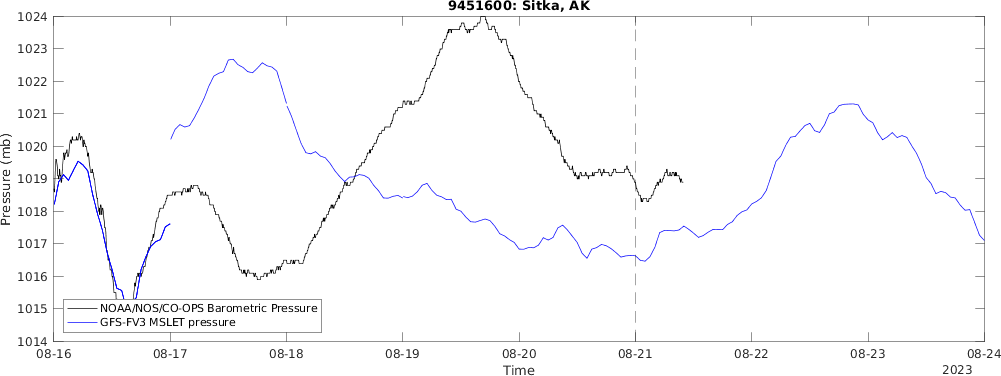 9451600: Sitka, AK
1024
1023
1022
1021
1020
1019
1018
1017
1016
1015
1014
Pressure (mb)
NOAA/NOS/CO-OPS Barometric Pressure
GFS-FV3 MSLET pressure
08-16 08-17 08-18 08-19 08-20 08-21 08-22 08-23 08-24
Time
2023